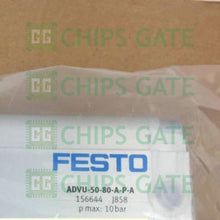 CHIPS GATE
CHIPS GATE
CHIPS GATE
FESTO
ADVU-50-80-A-P-A
156644 J858
p max: 10bar
CHIPS GATE